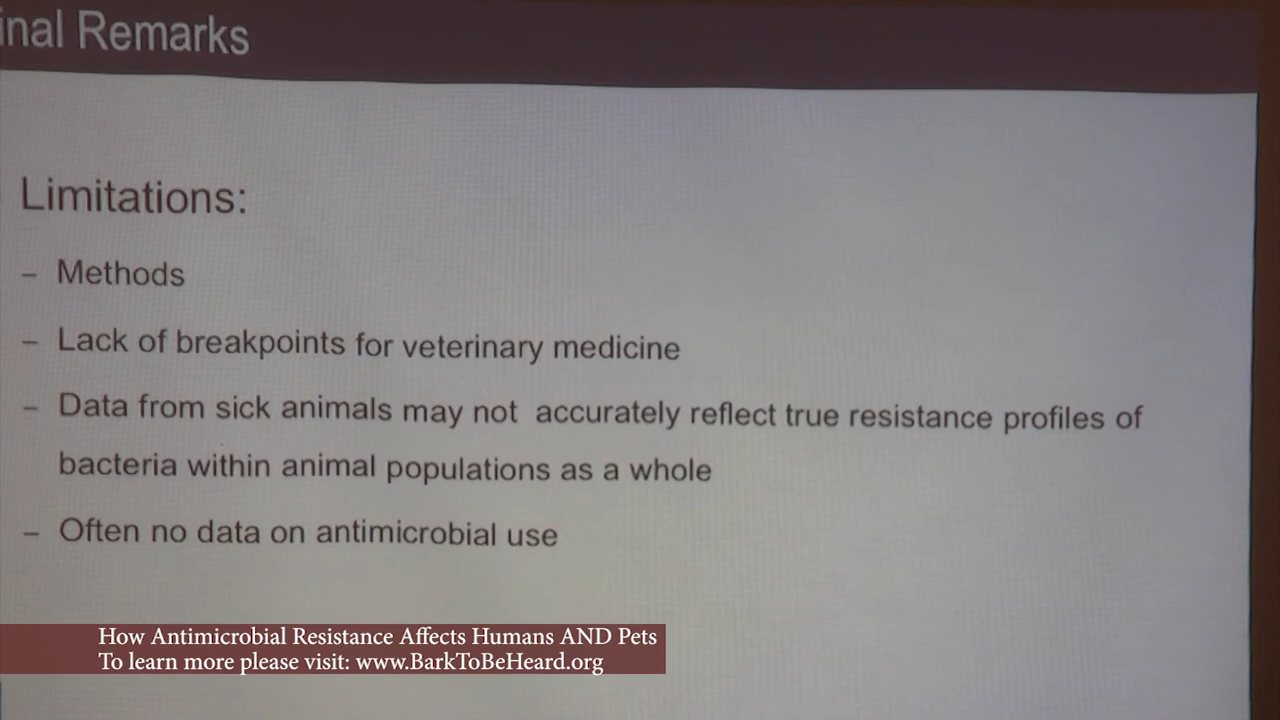 inal Remarks
Limitations:
– Methods
– Lack of breakpoints for veterinary medicine
– Data from sick animals may not accurately reflect true resistance profiles of
bacteria within animal populations as a whole
– Often no data on antimicrobial use
How Antimicrobial Resistance Affects Humans AND Pets
To learn more please visit: www.BarkToBeHeard.org